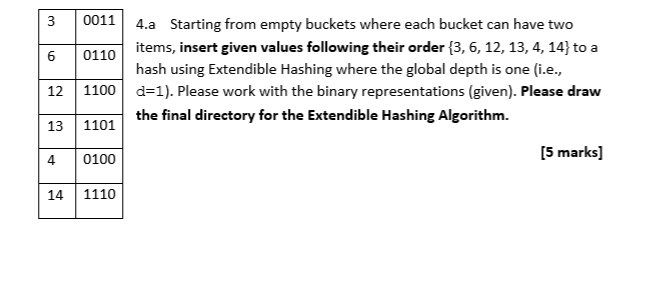 3 0011
6 0110
12 1100
13 1101
4 0100
14 1110
4.a Starting from empty buckets where each bucket can have two
items, insert given values following their order {3, 6, 12, 13, 4, 14} to a
hash using Extendible Hashing where the global depth is one (i.e.,
d=1). Please work with the binary representations (given). Please draw
the final directory for the Extendible Hashing Algorithm.
[5 marks]